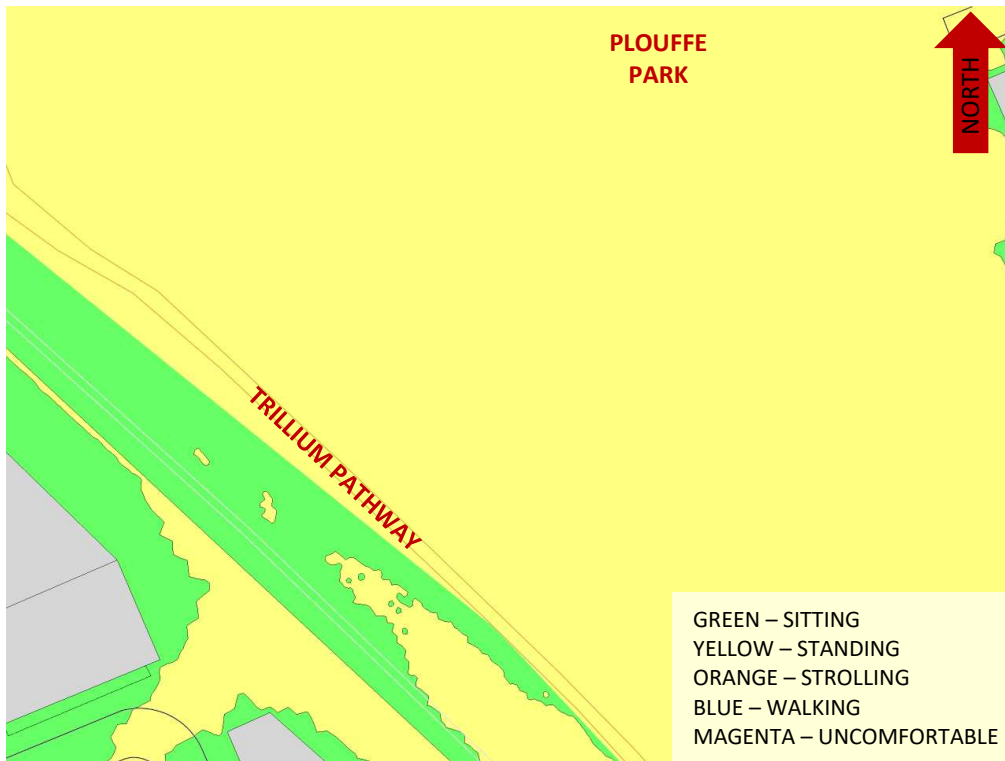 PLOUFFE
PARK
NORTH
TRILLIUM PATHWAY
GREEN – SITTING
YELLOW – STANDING
ORANGE – STROLLING
BLUE – WALKING
MAGENTA – UNCOMFORTABLE